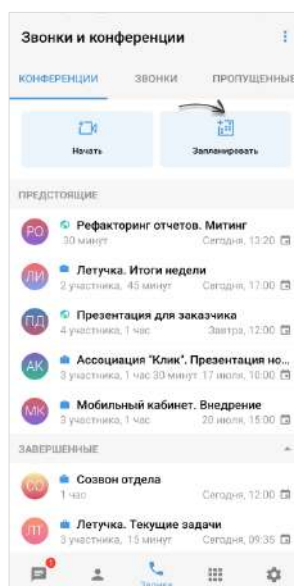 Звонки и конференции
КОНФЕРЕНЦИИ ЗВОНКИ ПРОПУЩЕННЫЕ
Начать Запланировать
ПРЕДСТОЯЩИЕ
РО Рефакторинг отчетов. Митинг
30 минут Сегодня, 13:20
ЛИ Летучка. Итоги недели
2 участника, 45 минут Сегодня, 17:00
ПД Презентация для заказчика
4 участника, 1 час Завтра, 12:00
АК Ассоциация "Клик". Презентация но...
3 участника, 1 час 30 минут 17 июля, 10:00
МК Мобильный кабинет. Внедрение
3 участника, 1 час 20 июля, 15:00
ЗАВЕРШЕННЫЕ
СО Созвон отдела
1 час Сегодня, 12:00
ЛТ Летучка. Текущие задачи
3 участника, 15 минут Сегодня, 09:35
Звонки